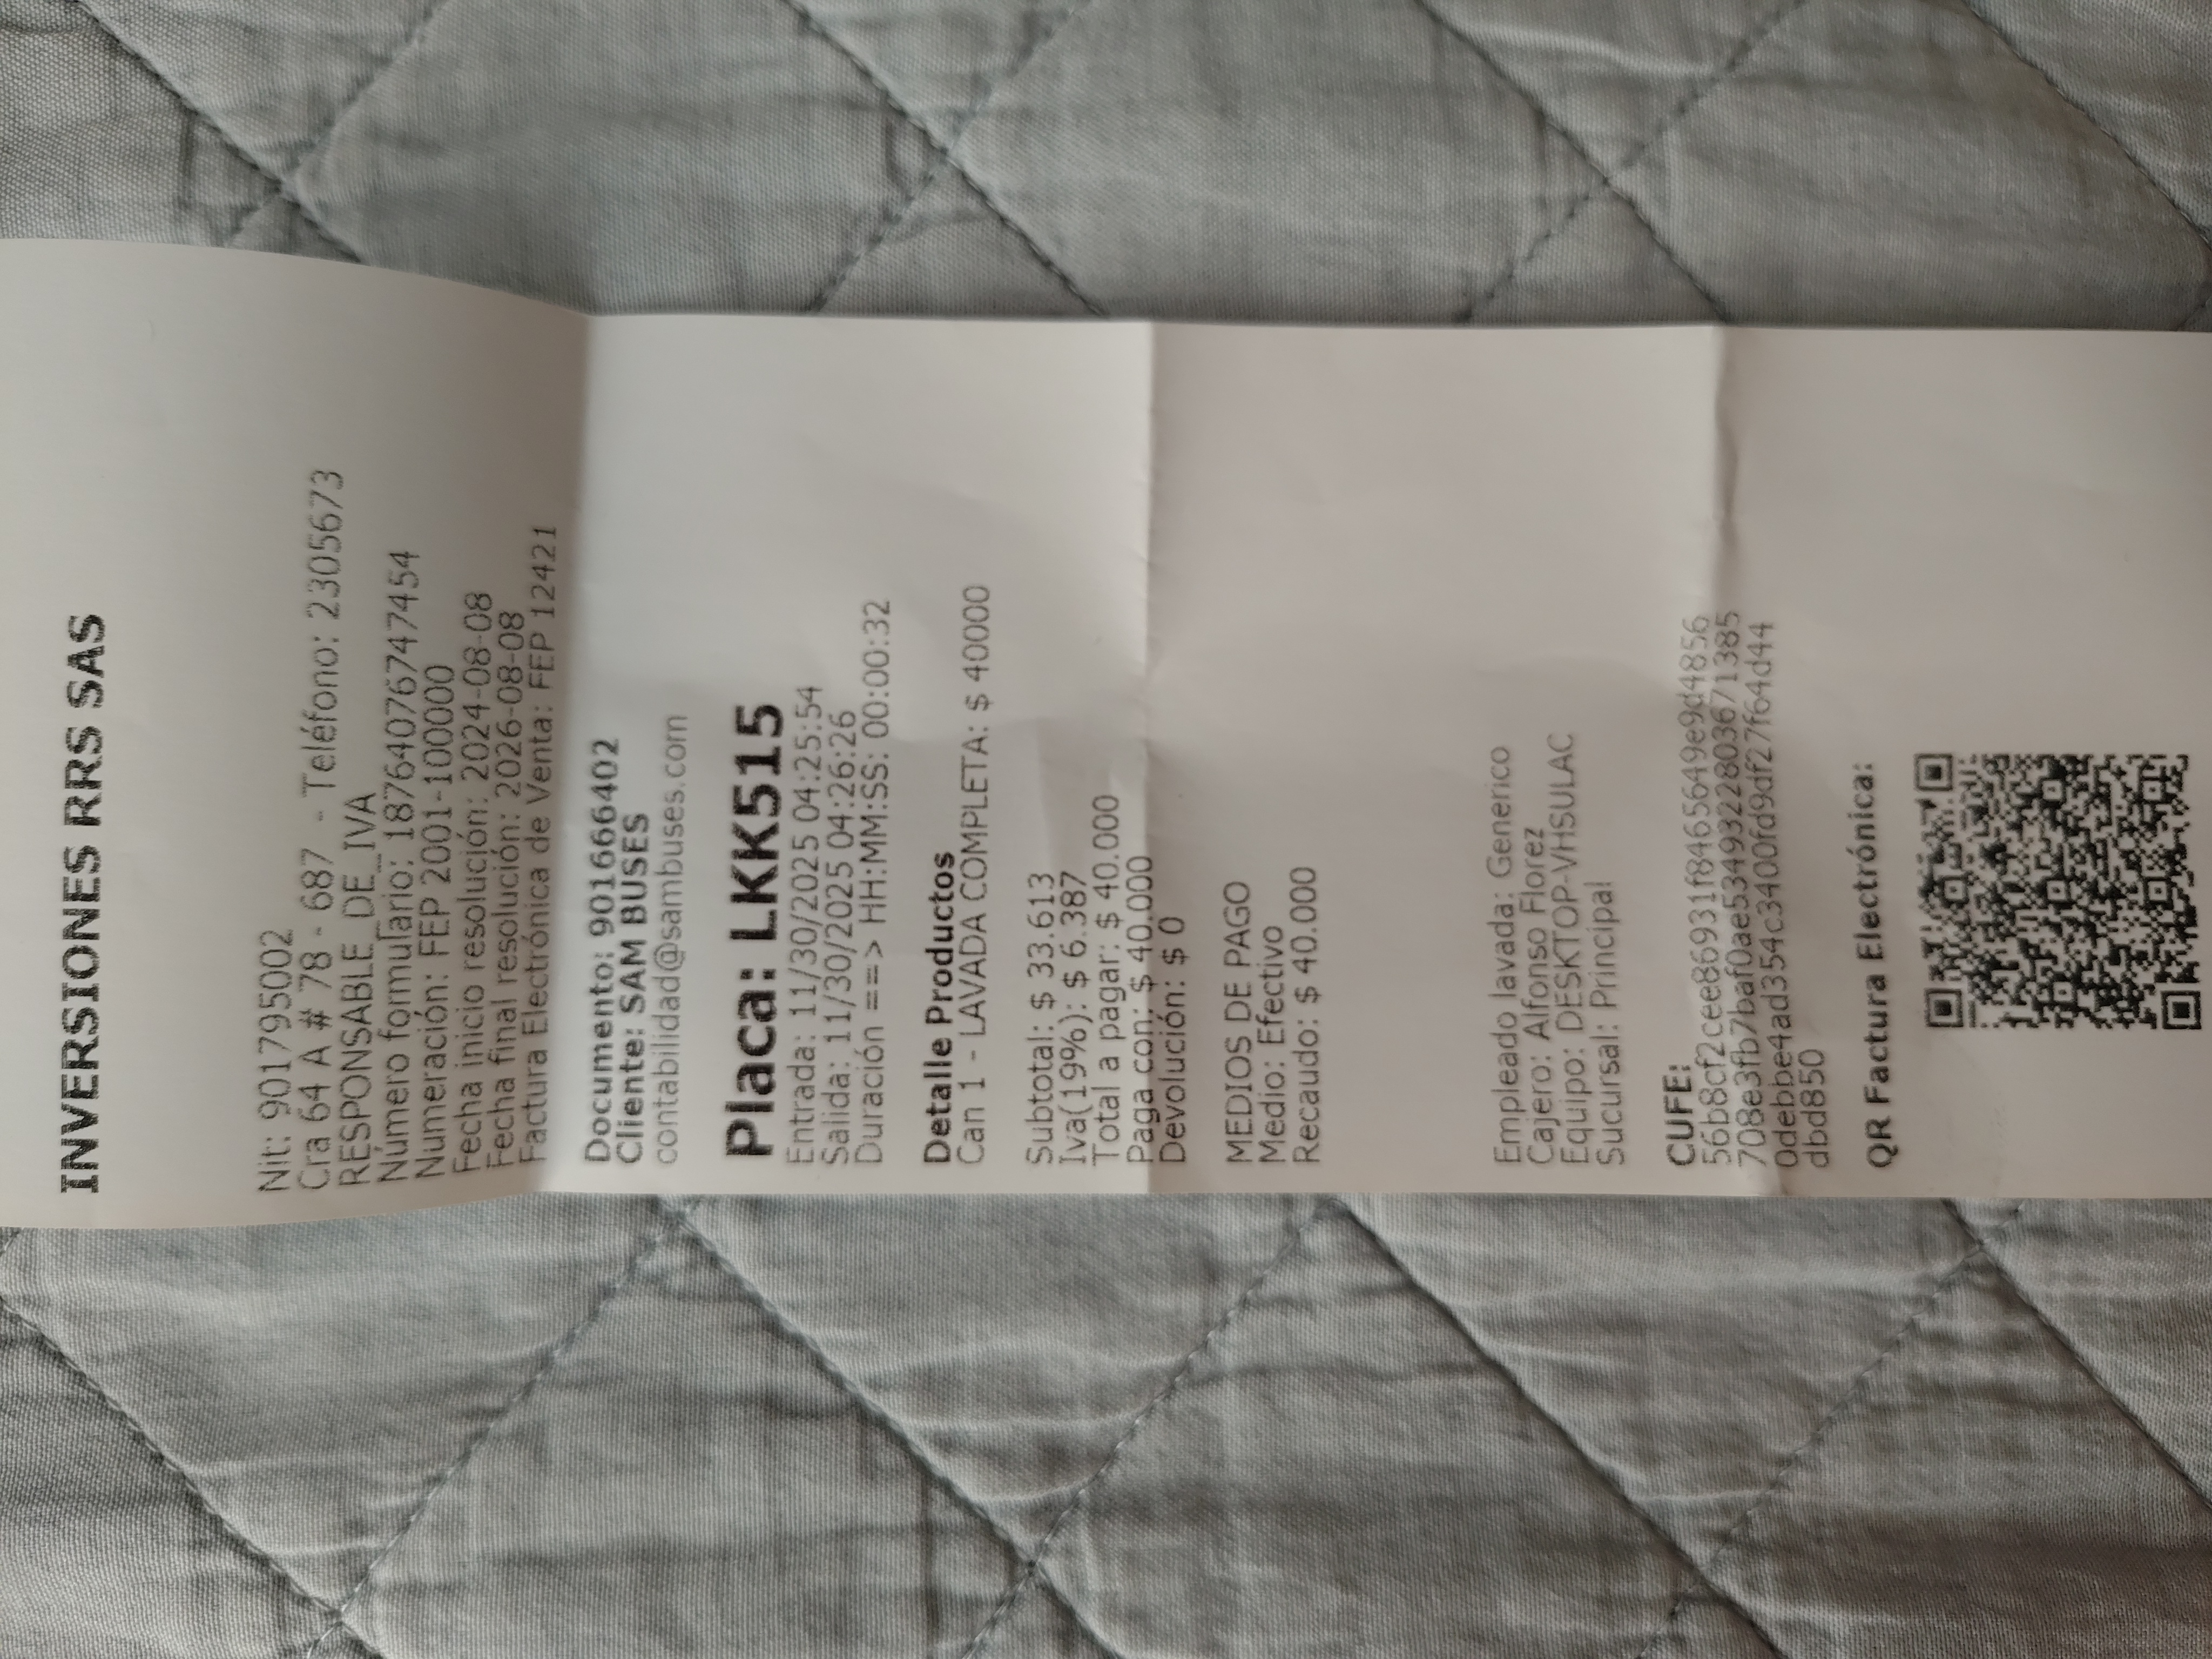 INVERSIONES RRS SAS
Nit: 901795002
Cra 64 A # 78 - 687 - Teléfono: 2305673
RESPONSABLE_DE_IVA
Número formulario: 18764076747454
Numeración: FEP 2001-100000
Fecha inicio resolución: 2024-08-08
Fecha final resolución: 2026-08-08
Factura Electrónica de Venta: FEP 12421
Documento: 901666402
Cliente: SAM BUSES
contabilidad@sambuses.com
Placa: LKK515
Entrada: 11/30/2025 04:25:54
Salida: 11/30/2025 04:26:26
Duración ==> HH:MM:SS: 00:00:32
Detalle Productos
Can 1 - LAVADA COMPLETA: $ 40000
Subtotal: $ 33.613
Iva(19%): $ 6.387
Total a pagar: $ 40.000
Paga con: $ 40.000
Devolución: $ 0
MEDIOS DE PAGO
Medio: Efectivo
Recaudo: $ 40.000
Empleado lavada: Generico
Cajero: Alfonso Florez
Equipo: DESKTOP-VHSULAC
Sucursal: Principal
CUFE:
56b8cf2cee86931f8465649e9d4856
708e3fb7baf0ae534932280367 1385
0debbe4ad354c3400fd9df27f64d44
dbd850
QR Factura Electrónica: